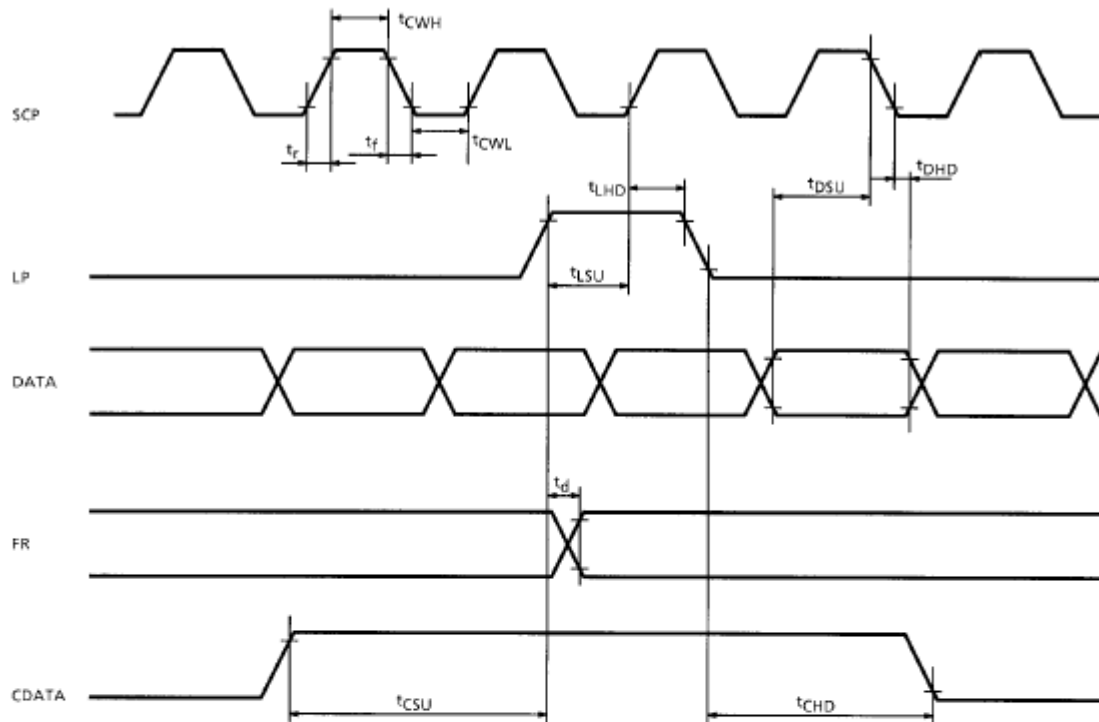 tCWH
SCP
tr
tf
tCWL
tLHD
tDSU
tDHD
LP
tLSU
DATA
td
FR
CDATA
tCSU
tCHD